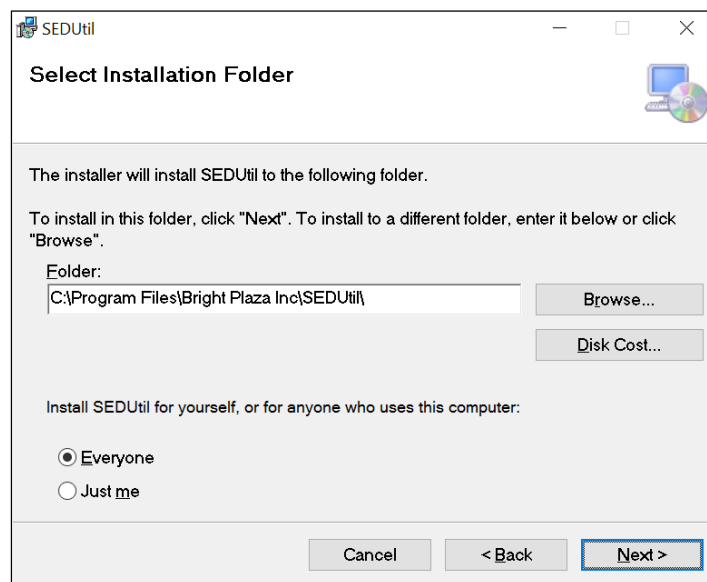 SEDUtil
Select Installation Folder
The installer will install SEDUtil to the following folder.
To install in this folder, click "Next". To install to a different folder, enter it below or click
"Browse".
Folder:
C:\Program Files\Bright Plaza Inc\SEDUtil\
Browse...
Disk Cost...
Install SEDUtil for yourself, or for anyone who uses this computer:
Everyone
Just me
Cancel
< Back
Next >